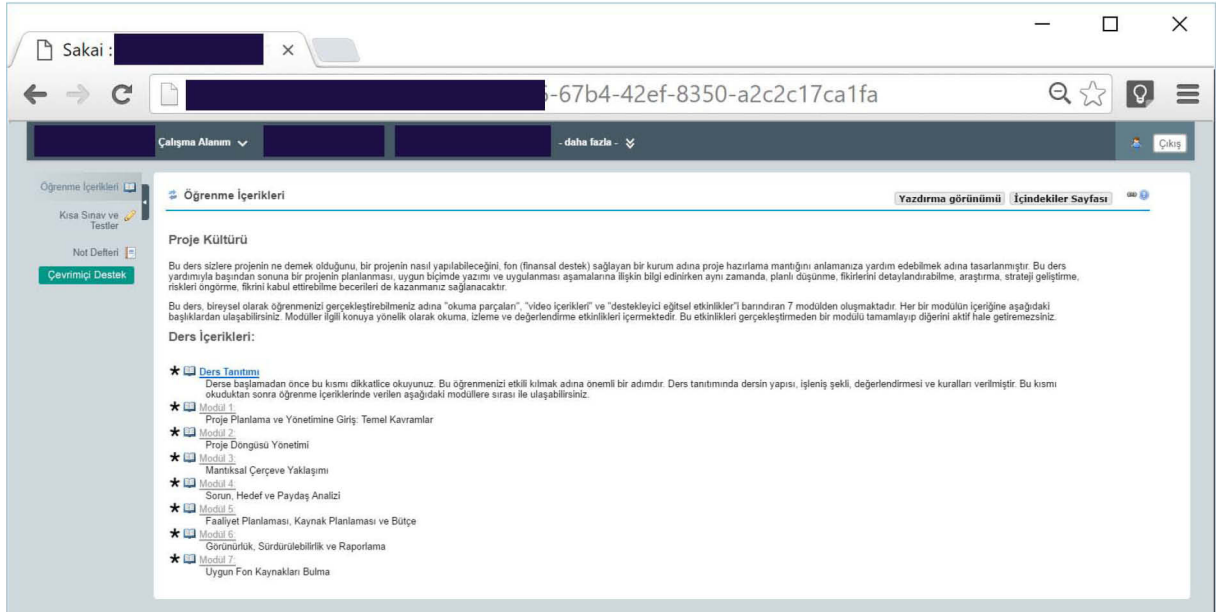 Sakai :
-67b4-42ef-8350-a2c2c17ca1fa
Çalışma Alanım
- daha fazla -
Çıkış
Öğrenme İçerikleri
Kısa Sınav ve
Testler
Not Defteri
Çevrimiçi Destek
Öğrenme İçerikleri
Yazdırma görünümü İçindekiler Sayfası
Proje Kültürü
Bu ders sizlere projenin ne demek olduğunu, bir projenin nasıl yapılabileceğini, fon (finansal destek) sağlayan bir kurum adına proje hazırlama mantığını anlamanıza yardım edebilmek adına tasarlanmıştır. Bu ders
yardımıyla başından sonuna bir projenin planlanması, uygun biçimde yazımı ve uygulanması aşamalarına ilişkin bilgi edinirken aynı zamanda, planlı düşünme, fikirlerini detaylandırabilme, araştırma, strateji geliştirme,
riskleri öngörme, fikrini kabul ettirebilme becerileri de kazanmanız sağlanacaktır.
Bu ders, bireysel olarak öğrenmenizi gerçekleştirebilmeniz adına "okuma parçaları", "video içerikleri" ve "destekleyici eğitsel etkinlikler"i barındıran 7 modülden oluşmaktadır. Her bir modülün içeriğine aşağıdaki
başlıklardan ulaşabilirsiniz. Modüller ilgili konuya yönelik olarak okuma, izleme ve değerlendirme etkinlikleri içermektedir. Bu etkinlikleri gerçekleştirmeden bir modülü tamamlayıp diğerini aktif hale getiremezsiniz.
Ders İçerikleri:
Ders Tanıtımı
Derse başlamadan önce bu kısmı dikkatlice okuyunuz. Bu öğrenmenizi etkili kılmak adına önemli bir adımdır. Ders tanıtımında dersin yapısı, işleniş şekli, değerlendirmesi ve kuralları verilmiştir. Bu kısmı
okuduktan sonra öğrenme içeriklerinde verilen aşağıdaki modüllere sırası ile ulaşabilirsiniz.
Modül 1:
Proje Planlama ve Yönetimine Giriş: Temel Kavramlar
Modül 2:
Proje Döngüsü Yönetimi
Modül 3:
Mantıksal Çerçeve Yaklaşımı
Modül 4:
Sorun, Hedef ve Paydaş Analizi
Modül 5:
Faaliyet Planlaması, Kaynak Planlaması ve Bütçe
Modül 6:
Görünürlük, Sürdürülebilirlik ve Raporlama
Modül 7:
Uygun Fon Kaynakları Bulma